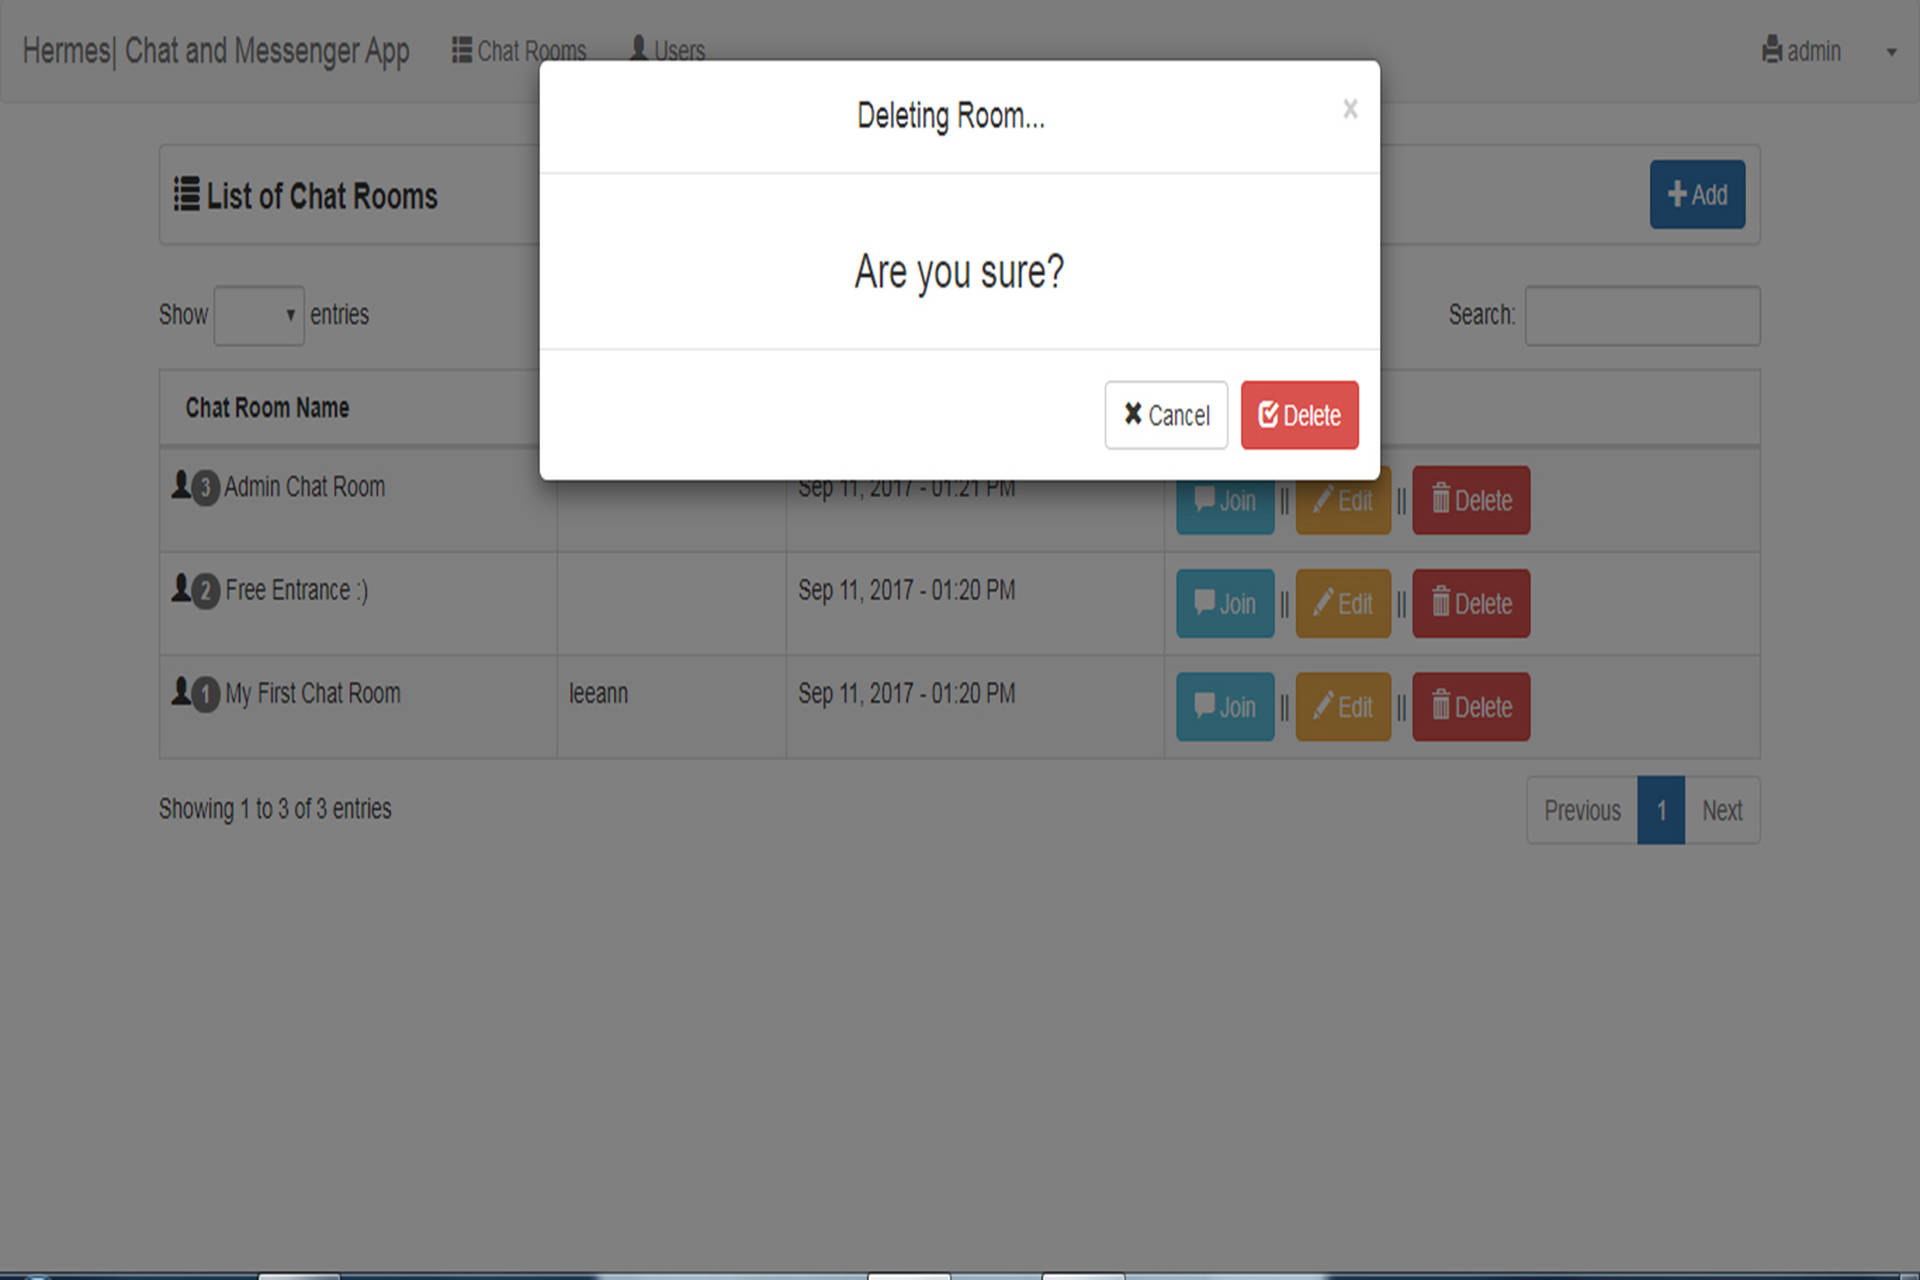 Hermes| Chat and Messenger App Chat Rooms Users admin
Deleting Room... ×
List of Chat Rooms + Add
Are you sure?
Show entries Search:
Cancel Delete
Chat Room Name
3 Admin Chat Room Sep 11, 2017 - 01:21 PM Join || Edit || Delete
2 Free Entrance :) Sep 11, 2017 - 01:20 PM Join || Edit || Delete
1 My First Chat Room leeann Sep 11, 2017 - 01:20 PM Join || Edit || Delete
Showing 1 to 3 of 3 entries Previous 1 Next